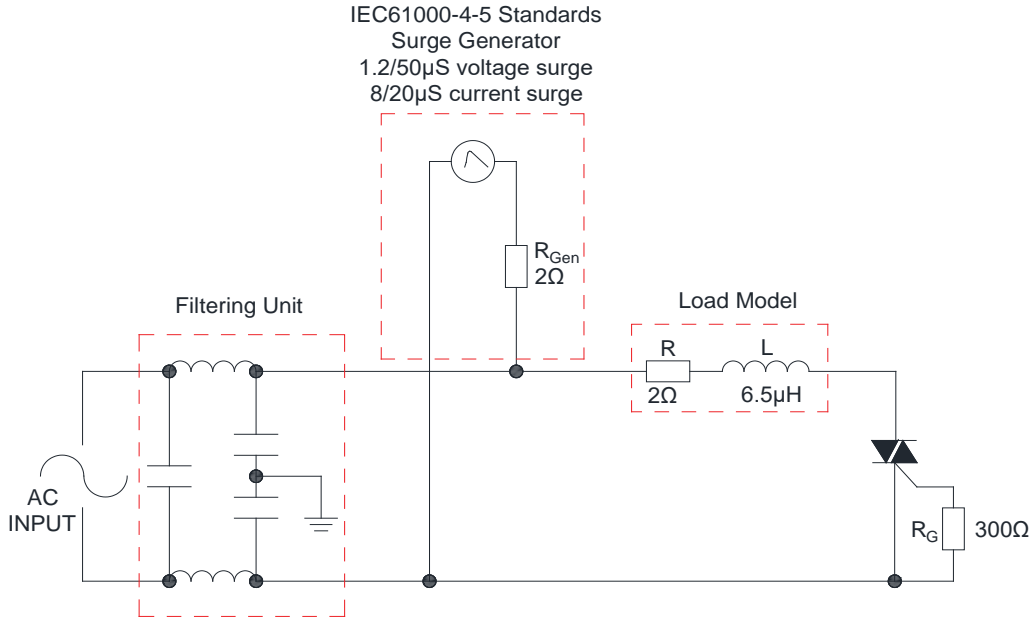 IEC61000-4-5 Standards
Surge Generator
1.2/50μS voltage surge
8/20μS current surge
RGen
2Ω
Filtering Unit
Load Model
R
L
2Ω
6.5μH
AC
INPUT
RG
300Ω